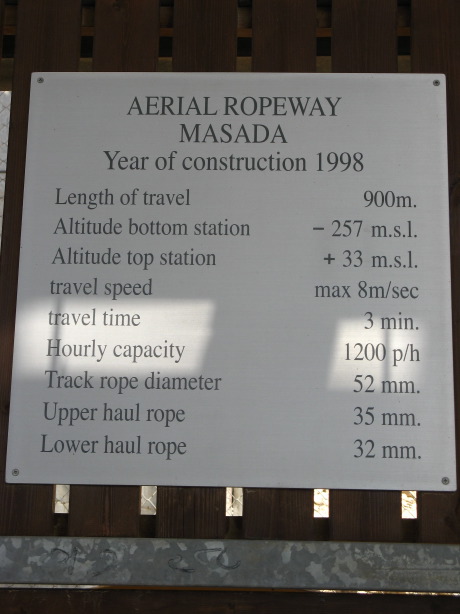 AERIAL ROPEWAY
MASADA
Year of construction 1998
Length of travel 900m.
Altitude bottom station − 257 m.s.l.
Altitude top station + 33 m.s.l.
travel speed max 8m/sec
travel time 3 min.
Hourly capacity 1200 p/h
Track rope diameter 52 mm.
Upper haul rope 35 mm.
Lower haul rope 32 mm.